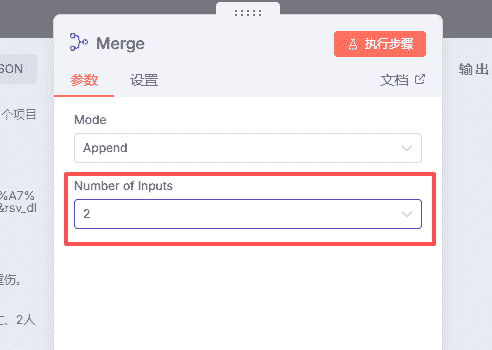 Merge
执行步骤
参数
设置
文档
输出
SON
个项目
Mode
Append
%A7%
&rsv_dl
Number of Inputs
2
伤。
2人